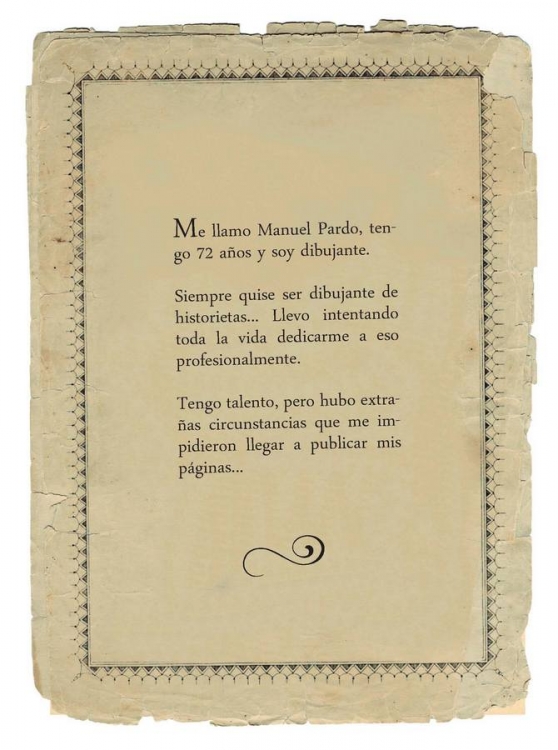 Me llamo Manuel Pardo, ten-
go 72 años y soy dibujante.
Siempre quise ser dibujante de
historietas... Llevo intentando
toda la vida dedicarme a eso
profesionalmente.
Tengo talento, pero hubo extra-
ñas circunstancias que me im-
pidieron llegar a publicar mis
páginas...